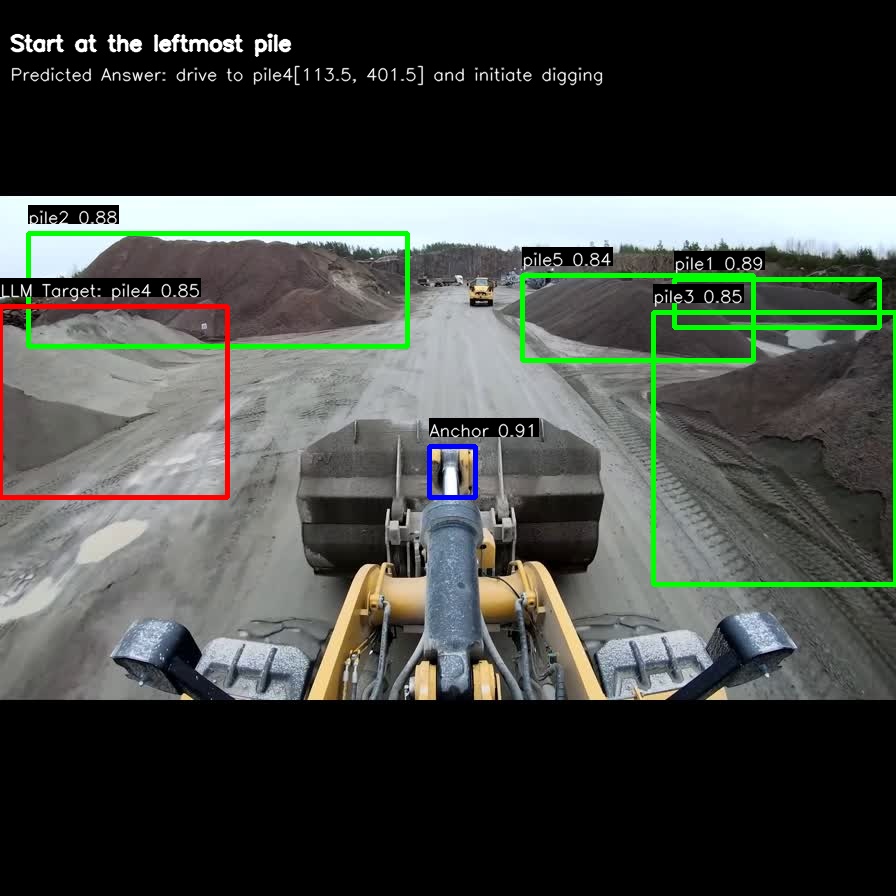 Start at the leftmost pile
Predicted Answer: drive to pile4[113.5, 401.5] and initiate digging
pile2 0.88
pile5 0.84
pile1 0.89
LLM Target: pile4 0.85
pile3 0.85
Anchor 0.91